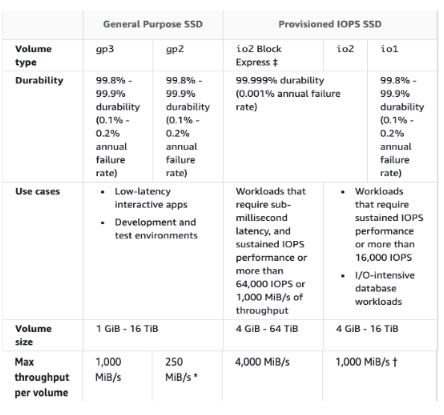 General Purpose SSD
Provisioned IOPS SSD
Volume
type
gp3
gp2
io2 Block
Express ‡
io2
io1
Durability
99.8% -
99.9%
durability
(0.1% -
0.2%
annual
failure
rate)
99.8% -
99.9%
durability
(0.1% -
0.2%
annual
failure
rate)
99.999% durability
(0.001% annual failure
rate)
99.8% -
99.9%
durability
(0.1% -
0.2%
annual
failure
rate)
Use cases
• Low-latency
interactive apps
• Development and
test environments
Workloads that
require sub-
millisecond
latency, and
sustained IOPS
performance or
more than
64,000 IOPS or
1,000 MiB/s of
throughput
• Workloads
that require
sustained IOPS
performance
or more than
16,000 IOPS
• I/O-intensive
database
workloads
Volume
size
1 GiB - 16 TiB
4 GiB - 64 TiB
4 GiB - 16 TiB
Max
throughput
per volume
1,000
MiB/s
250
MiB/s *
4,000 MiB/s
1,000 MiB/s †